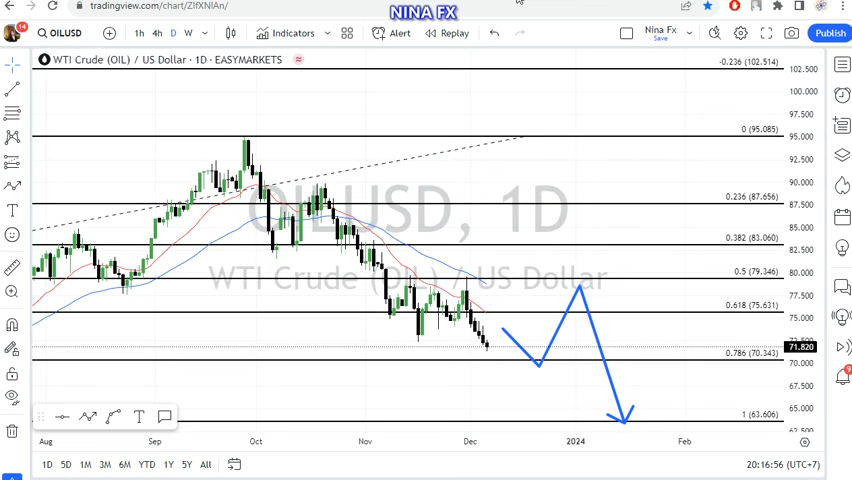 NINA FX
tradingview.com/chart/ZIfXNIAn/
14
OILUSD
1h 4h D W
Indicators
Alert
Replay
Nina Fx
Save
Publish
WTI Crude (OIL) / US Dollar · 1D · EASYMARKETS
-0.236 (102.514)
102.500
100.000
97.500
0 (95.085)
95.000
92.500
90.000
0.236 (87.656)
87.500
85.000
0.382 (83.060)
82.500
80.000
0.5 (79.346)
77.500
0.618 (75.631)
75.000
71.820
0.786 (70.343)
70.000
67.500
65.000
1 (63.606)
62.500
OILUSD, 1D
WTI Crude (OIL) / US Dollar
Aug Sep Oct Nov Dec 2024 Feb
1D 5D 1M 3M 6M YTD 1Y 5Y All
20:16:56 (UTC+7)